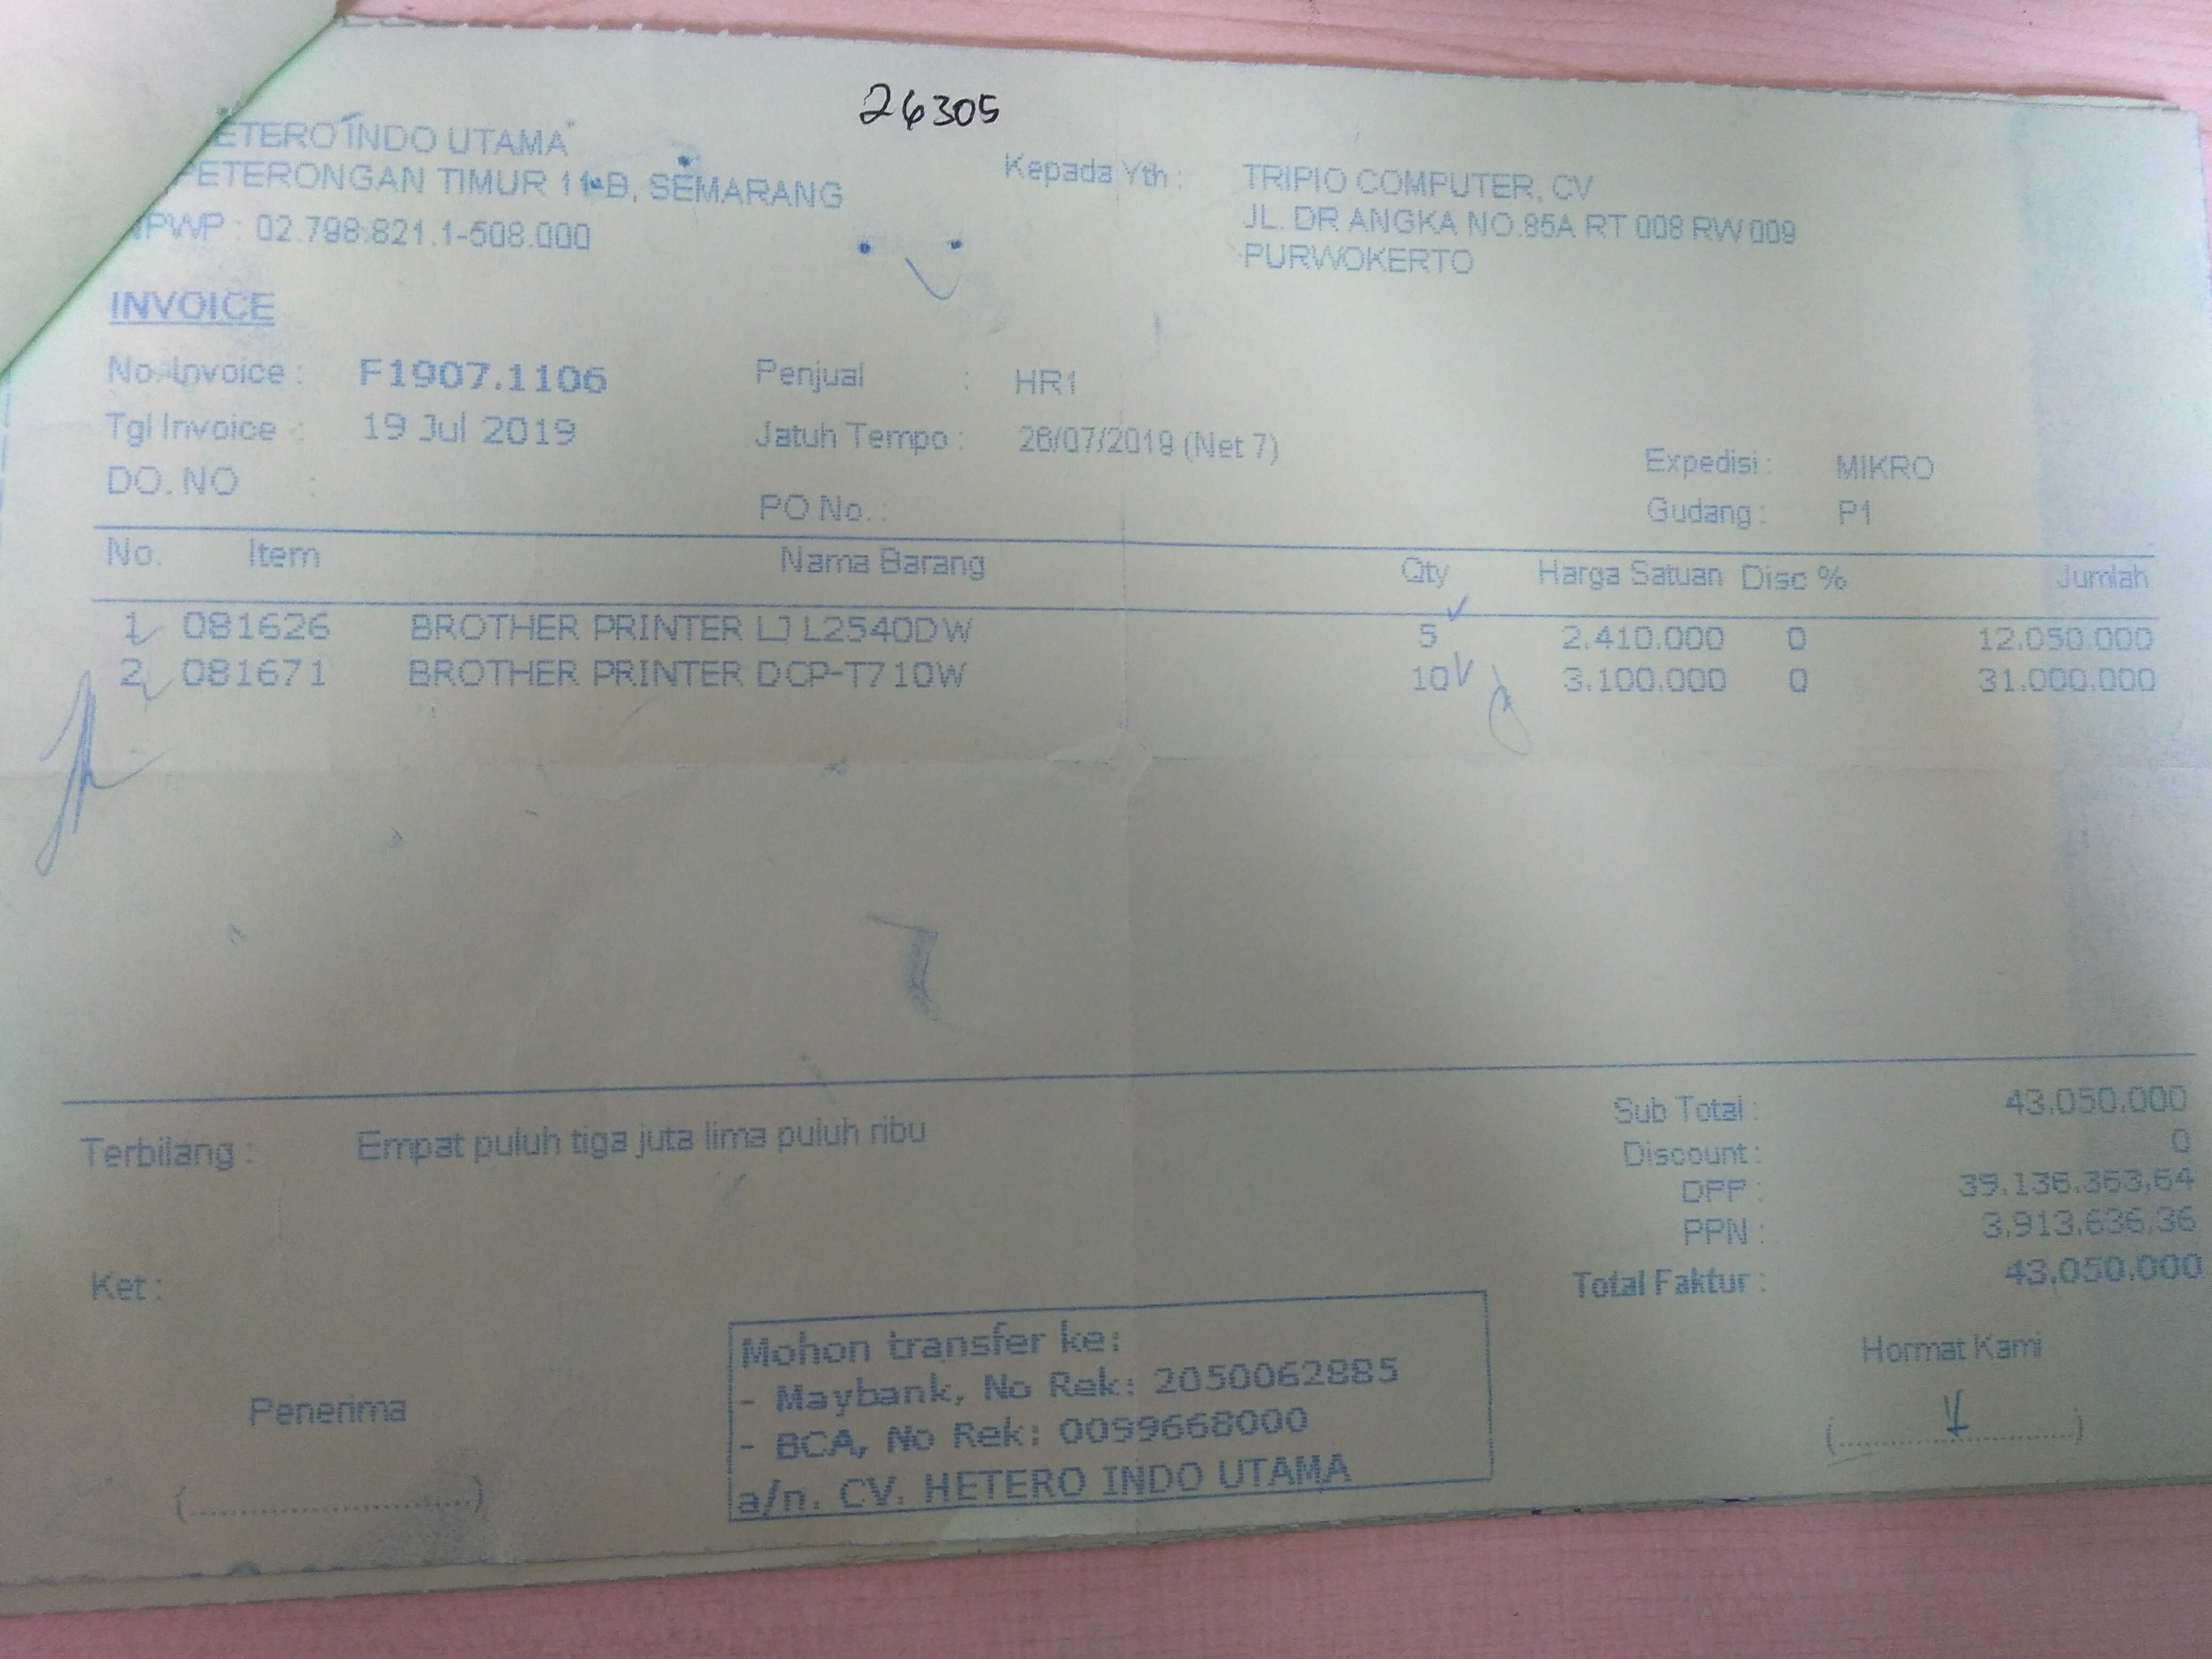 26305
ETERO INDO UTAMA
PETERONGAN TIMUR 11-B, SEMARANG
NPWP : 02.798.821.1-508.000
Kepada Yth : TRIPIO COMPUTER, CV
JL. DR ANGKA NO.85A RT 008 RW 009
PURWOKERTO
INVOICE
No. Invoice : F1907.1106 Penjual : HR1
Tgl Invoice : 19 Jul 2019 Jatuh Tempo : 26/07/2019 (Net 7)
DO. NO : PO No. :
Expedisi : MIKRO
Gudang : P1
No. Item Nama Barang Qty Harga Satuan Disc % Jumlah
1 081626 BROTHER PRINTER LJ L2540DW 5 2.410.000 0 12.050.000
2 081671 BROTHER PRINTER DCP-T710W 10 3.100.000 0 31.000.000
Terbilang : Empat puluh tiga juta lima puluh ribu
Sub Total : 43.050.000
Discount : 0
DPP : 39.136.363,64
PPN : 3.913.636,36
Total Faktur : 43.050.000
Ket :
Mohon transfer ke:
- Maybank, No Rek: 2050062885
- BCA, No Rek: 0099668000
a/n. CV. HETERO INDO UTAMA
Penerima
(..............................)
Hormat Kami
(..............................)